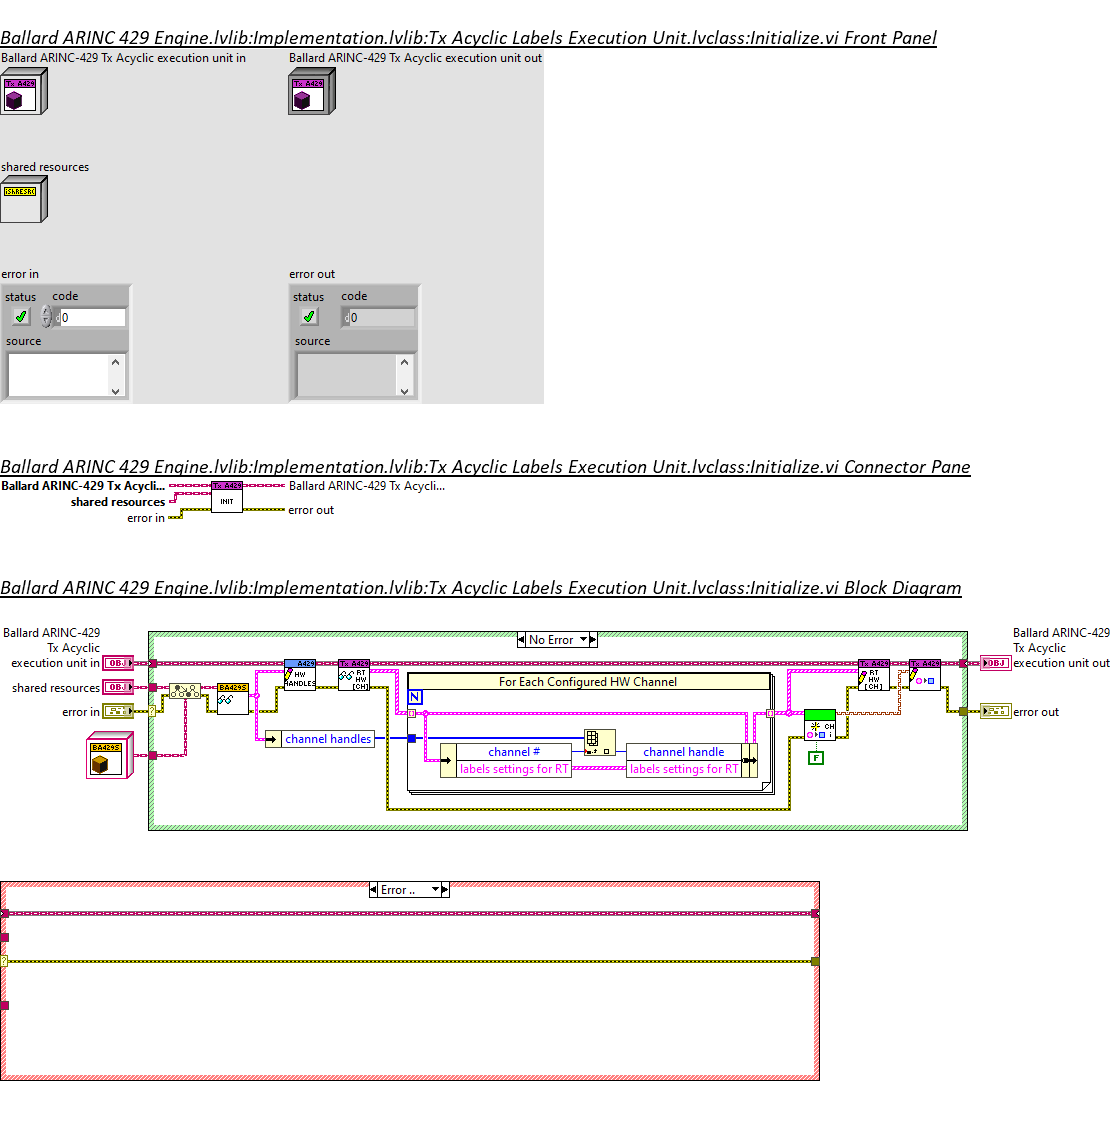 Ballard ARINC 429 Engine.lvlib:Implementation.lvlib:Tx Acyclic Labels Execution Unit.lvclass:Initialize.vi Front Panel
Ballard ARINC-429 Tx Acyclic execution unit in
Ballard ARINC-429 Tx Acyclic execution unit out
Tx A429
Tx A429
shared resources
iShRESRC
error in
error out
status
code
status
code
0
0
source
source
Ballard ARINC 429 Engine.lvlib:Implementation.lvlib:Tx Acyclic Labels Execution Unit.lvclass:Initialize.vi Connector Pane
Ballard ARINC-429 Tx Acycli...
Tx A429
Ballard ARINC-429 Tx Acycli...
shared resources
INIT
error in
error out
Ballard ARINC 429 Engine.lvlib:Implementation.lvlib:Tx Acyclic Labels Execution Unit.lvclass:Initialize.vi Block Diagram
Ballard ARINC-429
Tx Acyclic
execution unit in
OBJ
No Error
Ballard ARINC-429
Tx Acyclic
execution unit out
OBJ
shared resources
OBJ
BA429S
A429
HW
HANDLES
Tx A429
RT
HW
[CH]
For Each Configured HW Channel
N
Tx A429
RT
HW
[CH]
Tx A429
error in
?
error out
BA429S
channel handles
channel #
labels settings for RT
channel handle
labels settings for RT
CH
i
F
Error ..
?